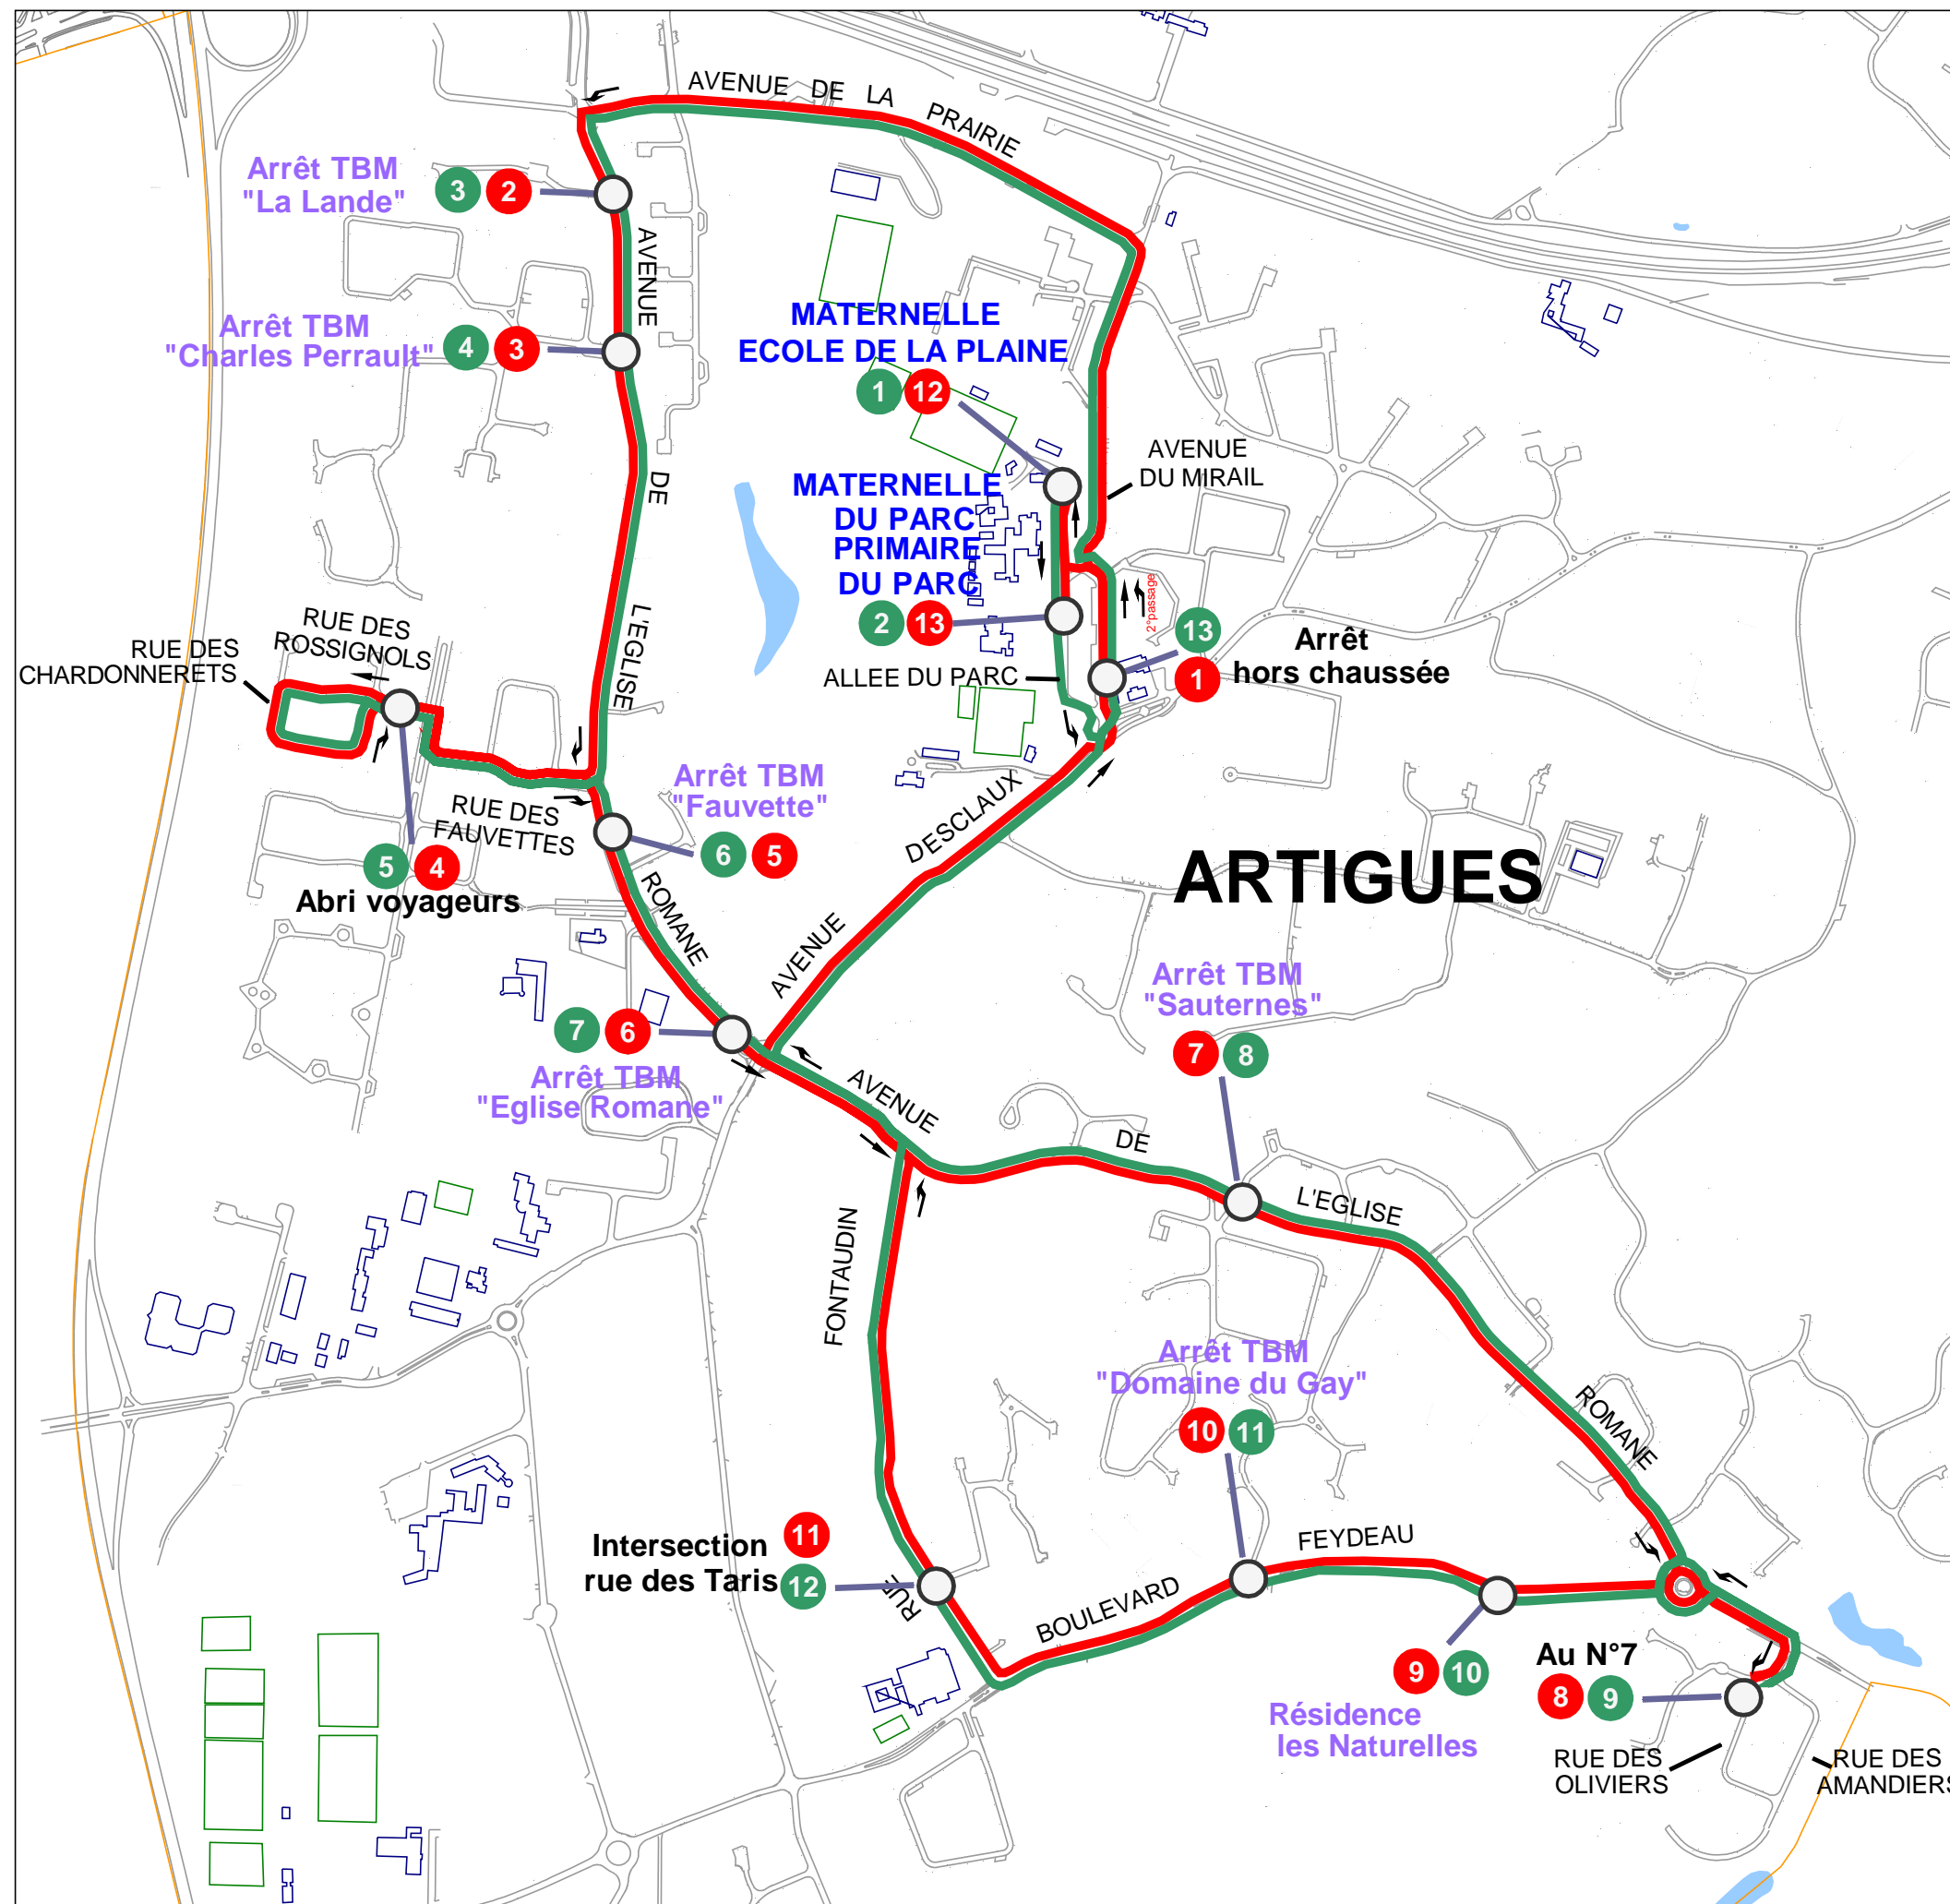 AVENUE DE LA PRAIRIE
Arrêt TBM
"La Lande"
3 2
AVENUE
Arrêt TBM
"Charles Perrault"
4 3
MATERNELLE
ECOLE DE LA PLAINE
1 12
AVENUE
DU MIRAIL
DE
MATERNELLE
DU PARC
PRIMAIRE
DU PARC
2 13
2°passage
13
1
Arrêt
hors chaussée
ALLEE DU PARC
L'EGLISE
RUE DES
ROSSIGNOLS
RUE DES
CHARDONNERETS
RUE DES
FAUVETTES
Arrêt TBM
"Fauvette"
6 5
5 4
Abri voyageurs
DESCLAUX
AVENUE
ARTIGUES
ROMANE
Arrêt TBM
"Sauternes"
7 8
7 6
Arrêt TBM
"Eglise Romane"
AVENUE
DE
L'EGLISE
ROMANE
FONTAUDIN
RUE
Arrêt TBM
"Domaine du Gay"
10 11
Intersection
rue des Taris
11
12
BOULEVARD
FEYDEAU
9 10
Résidence
les Naturelles
Au N°7
8 9
RUE DES
OLIVIERS
RUE DES
AMANDIERS